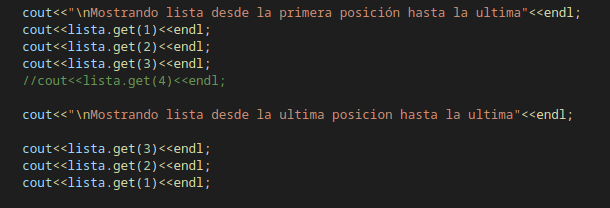 cout<<"\nMostrando lista desde la primera posición hasta la ultima"<<endl;
cout<<lista.get(1)<<endl;
cout<<lista.get(2)<<endl;
cout<<lista.get(3)<<endl;
//cout<<lista.get(4)<<endl;
cout<<"\nMostrando lista desde la ultima posicion hasta la ultima"<<endl;
cout<<lista.get(3)<<endl;
cout<<lista.get(2)<<endl;
cout<<lista.get(1)<<endl;